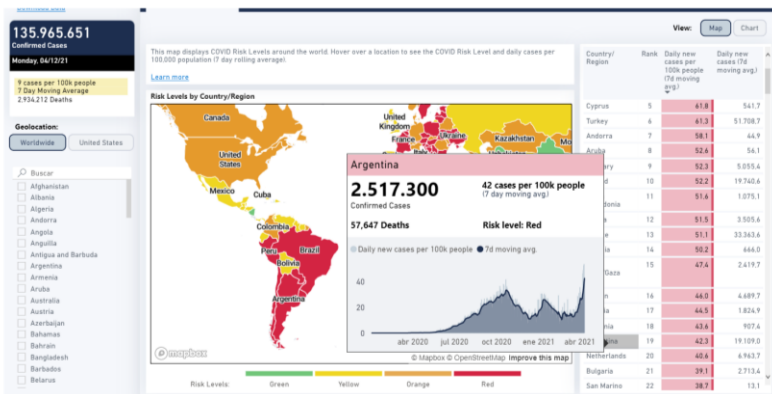 135.965.651
Confirmed Cases
Monday, 04/12/21
9 cases per 100k people
7 Day Moving Average
2.934.212 Deaths
Geolocation:
Worldwide
United States
Buscar
Afghanistan
Albania
Algeria
Andorra
Angola
Anguilla
Antigua and Barbuda
Argentina
Armenia
Aruba
Australia
Austria
Azerbaijan
Bahamas
Bahrain
Bangladesh
Barbados
Belarus
View:
Map
Chart
This map displays COVID Risk Levels around the world. Hover over a location to see the COVID Risk Level and daily cases per
100,000 population (7 day rolling average).
Learn more
Risk Levels by Country/Region
Canada
United
Kingdom
France
Ukraine
Kazakhstan
United
States
Mexico
Cuba
Colombia
Peru
Brazil
Bolivia
Argentina
mapbox
Argentina
2.517.300
Confirmed Cases
42 cases per 100k people
(7 day moving avg.)
57,647 Deaths
Risk level: Red
Daily new cases per 100k people
7d moving avg.
40
20
0
abr 2020
jul 2020
oct 2020
ene 2021
abr 2021
© Mapbox © OpenStreetMap Improve this map
Risk Levels:
Green
Yellow
Orange
Red
Country/
Region
Rank
Daily new
cases per
100k people
(7d moving
avg.)
Daily new
cases (7d
moving avg.)
Cyprus 5 61,8 541,7
Turkey 6 61,3 51.708,7
Andorra 7 58,1 44,9
Aruba 8 52,6 56,1
ary 9 52,3 5.055,4
d 10 52,2 19.740,6
11 51,6 1.075,1
donia
12 51,5 3.505,6
e 13 51,1 33.363,6
ia 14 50,2 444,0
15 47,4 2.419,7
/Gaza
n 16 46,0 4.689,7
a 17 44,5 1.824,9
nia 18 43,6 907,4
ina 19 42,3 19.109,0
Netherlands 20 40,6 6.963,7
Bulgaria 21 39,1 2.713,4
San Marino 22 38,7 13,1